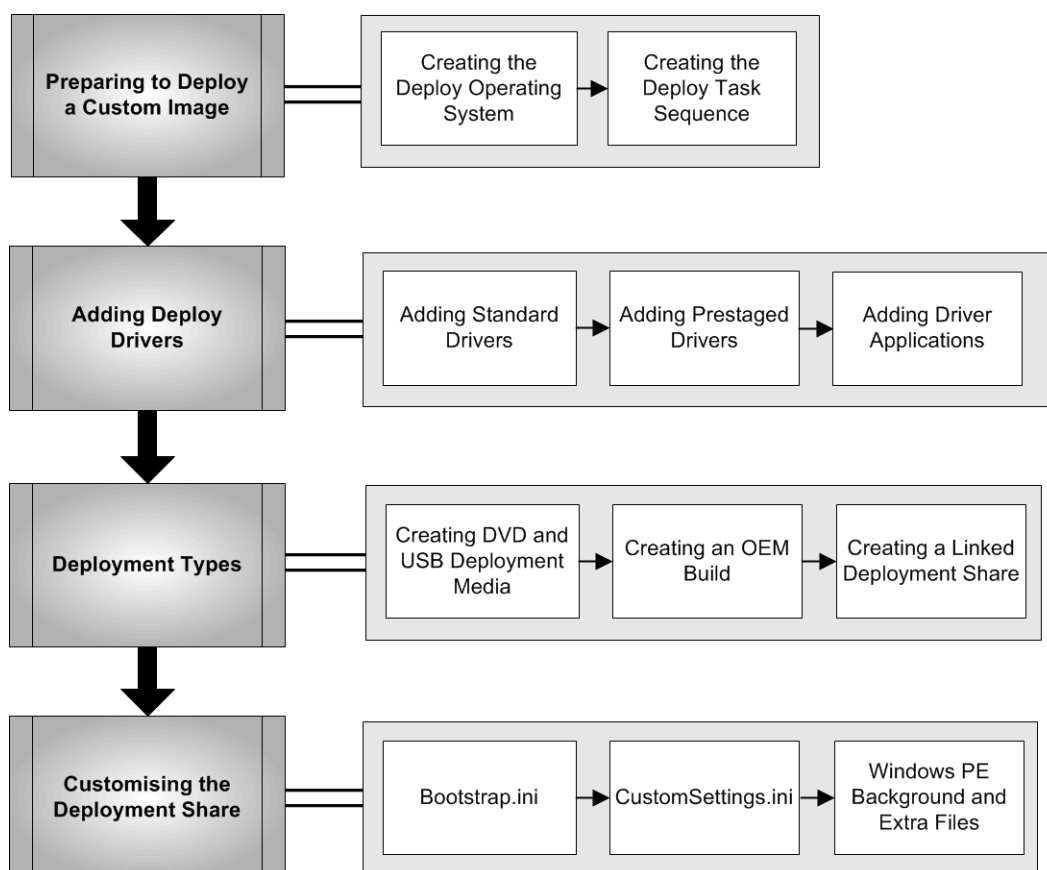 Preparing to Deploy
a Custom Image
Creating the
Deploy Operating
System
Creating the
Deploy Task
Sequence
Adding Deploy
Drivers
Adding Standard
Drivers
Adding Prestaged
Drivers
Adding Driver
Applications
Deployment Types
Creating DVD and
USB Deployment
Media
Creating an OEM
Build
Creating a Linked
Deployment Share
Customising the
Deployment Share
Bootstrap.ini
CustomSettings.ini
Windows PE
Background and
Extra Files